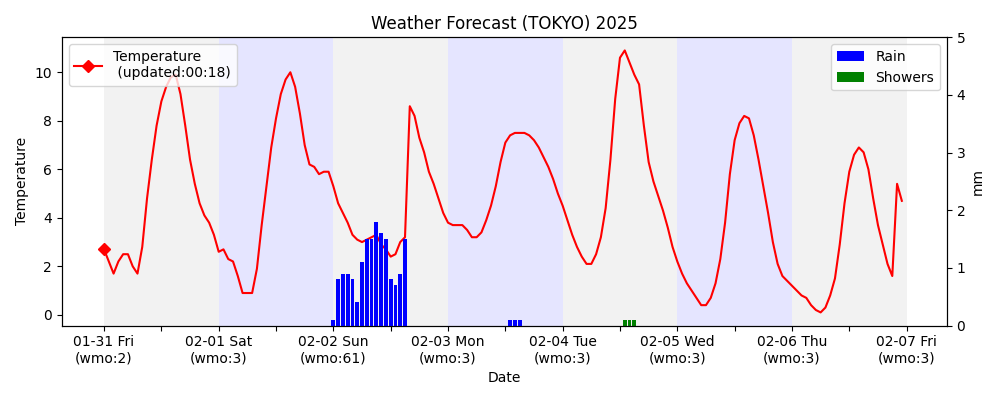 Weather Forecast (TOKYO) 2025
Temperature
(updated:00:18)
Rain
Showers
Temperature
10
8
6
4
2
0
5
4
3
2
1
0
mm
01-31 Fri
(wmo:2)
02-01 Sat
(wmo:3)
02-02 Sun
(wmo:61)
02-03 Mon
(wmo:3)
02-04 Tue
(wmo:3)
02-05 Wed
(wmo:3)
02-06 Thu
(wmo:3)
02-07 Fri
(wmo:3)
Date